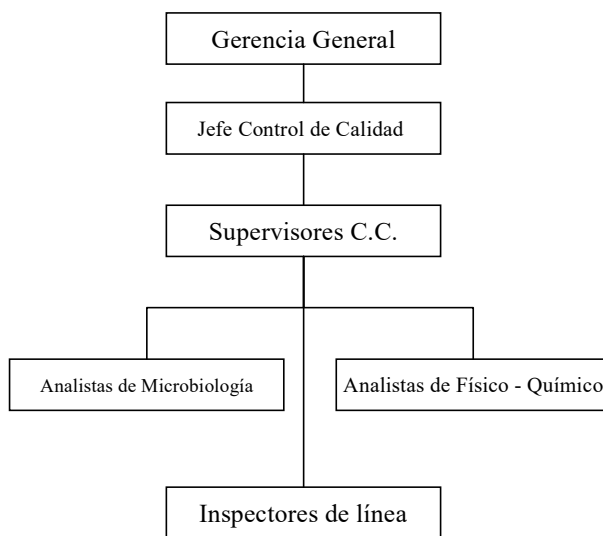 Gerencia General
Jefe Control de Calidad
Supervisores C.C.
Analistas de Microbiología
Analistas de Físico - Químico
Inspectores de línea